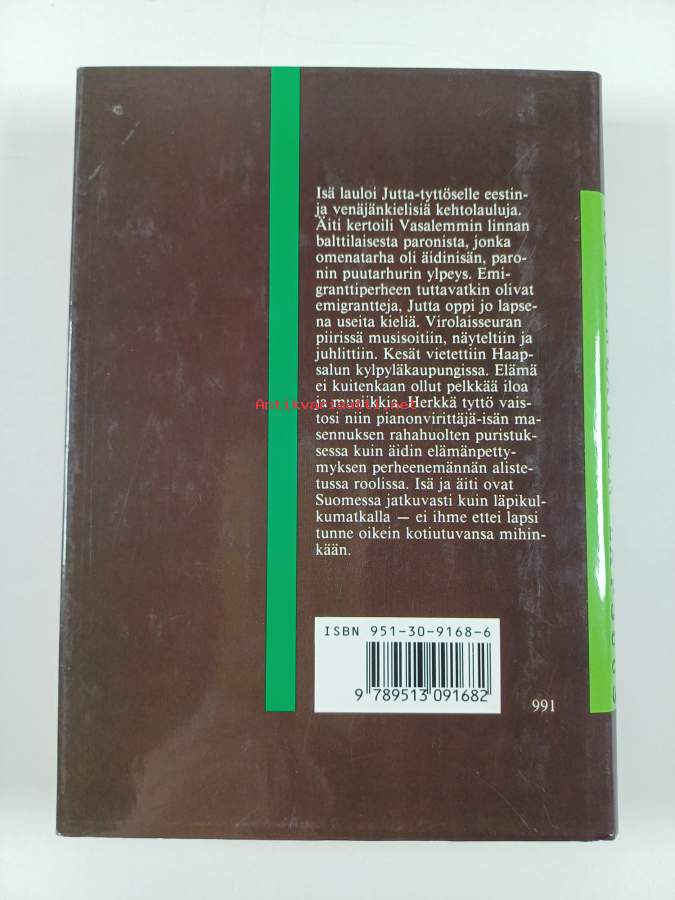 Isä lauloi Jutta-tyttöselle eestin-
ja venäjänkielisiä kehtolauluja.
Äiti kertoili Vasalemmin linnan
balttilaisesta paronista, jonka
omenatarha oli äidinisän, paro-
nin puutarhurin ylpeys. Emi-
granttiperheen tuttavatkin olivat
emigrantteja, Jutta oppi jo lapse-
na useita kieliä. Virolaisseuran
piirissä musisoitiin, näyteltiin ja
juhlittiin. Kesät vietettiin Haap-
salun kylpyläkaupungissa. Elämä
ei kuitenkaan ollut pelkkää iloa
ja musiikkia. Herkkä tyttö vais-
tosi niin pianonvirittäjä-isän ma-
sennuksen rahahuolten puristuk-
sessa kuin äidin elämänpetty-
myksen perheenemännän aliste-
tussa roolissa. Isä ja äiti ovat
Suomessa jatkuvasti kuin läpikul-
kumatkalla — ei ihme ettei lapsi
tunne oikein kotiutuvansa mihin-
kään.
Antikvariaatti.net
ISBN 951-30-9168-6
9 789513 091682
991